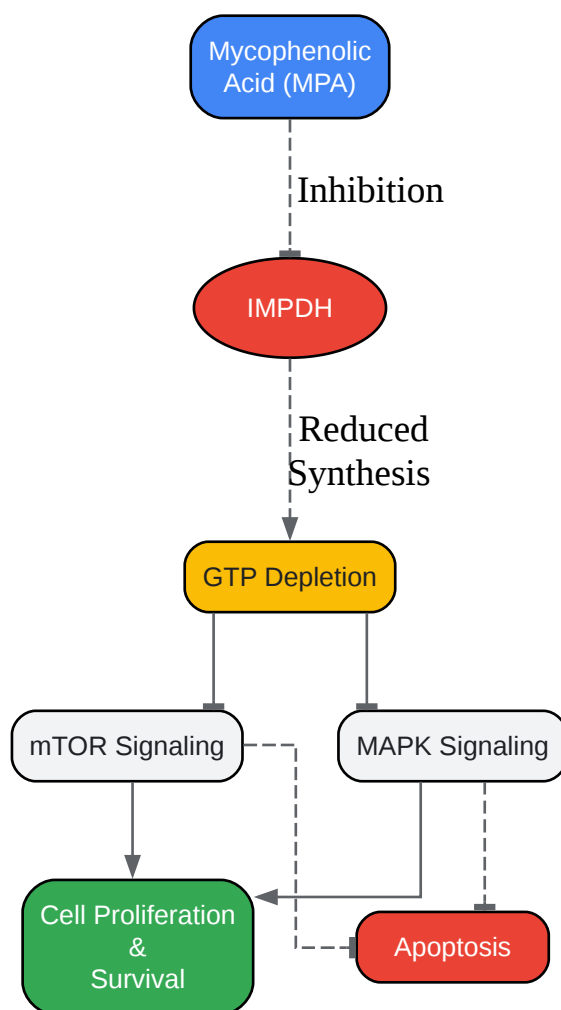 Mycophenolic
Acid (MPA)
Inhibition
IMPDH
Reduced
Synthesis
GTP Depletion
mTOR Signaling
MAPK Signaling
Cell Proliferation
&
Survival
Apoptosis